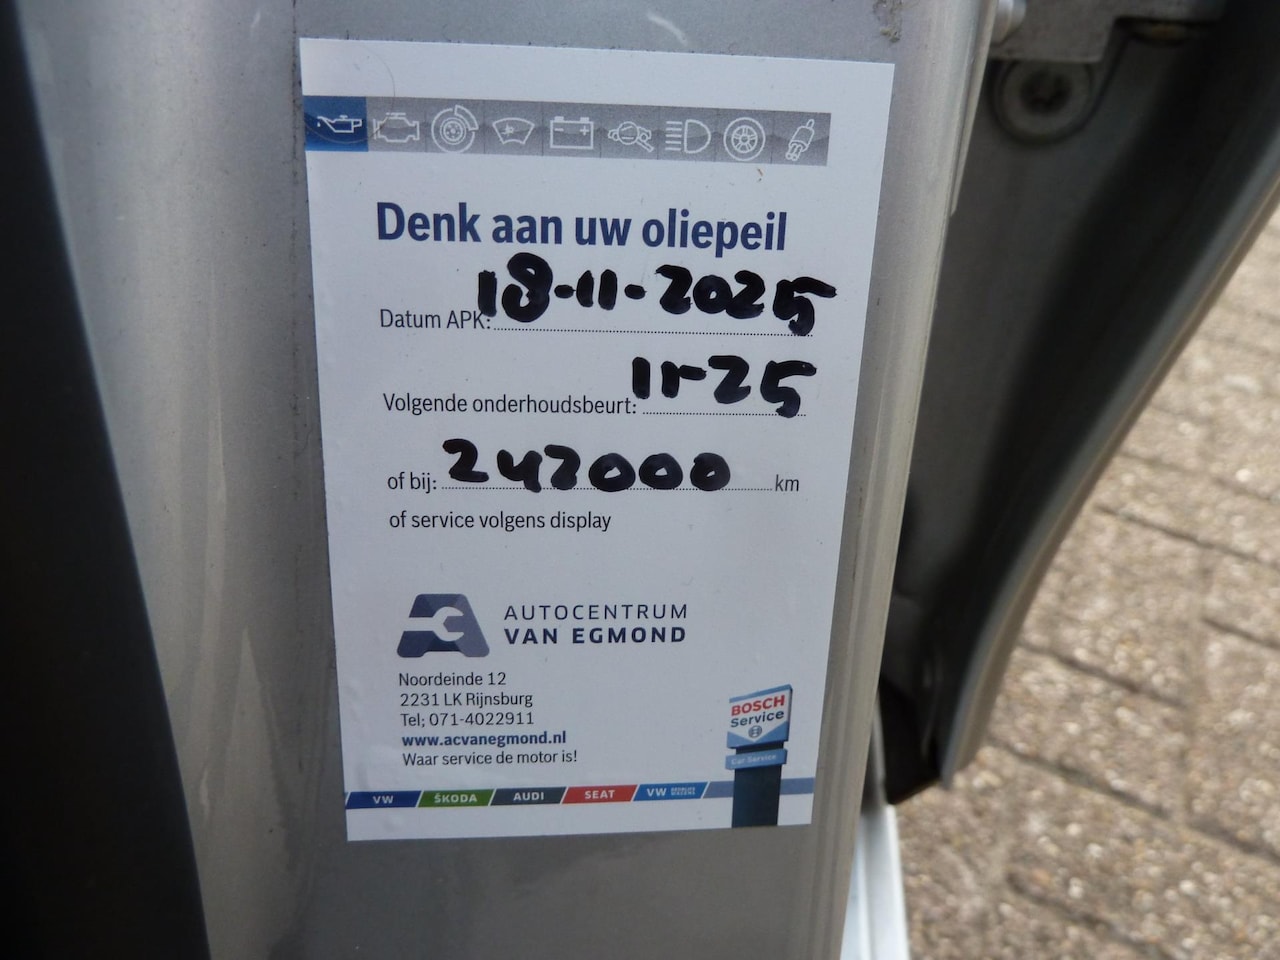 Denk aan uw oliepeil
Datum APK: 18-11-2025
Volgende onderhoudsbeurt: 11-25
of bij: 242000 km
of service volgens display
AUTOCENTRUM
VAN EGMOND
Noordeinde 12
2231 LK Rijnsburg
Tel; 071-4022911
www.acvanegmond.nl
Waar service de motor is!
BOSCH
Service
Car Service
VW ŠKODA AUDI SEAT VW